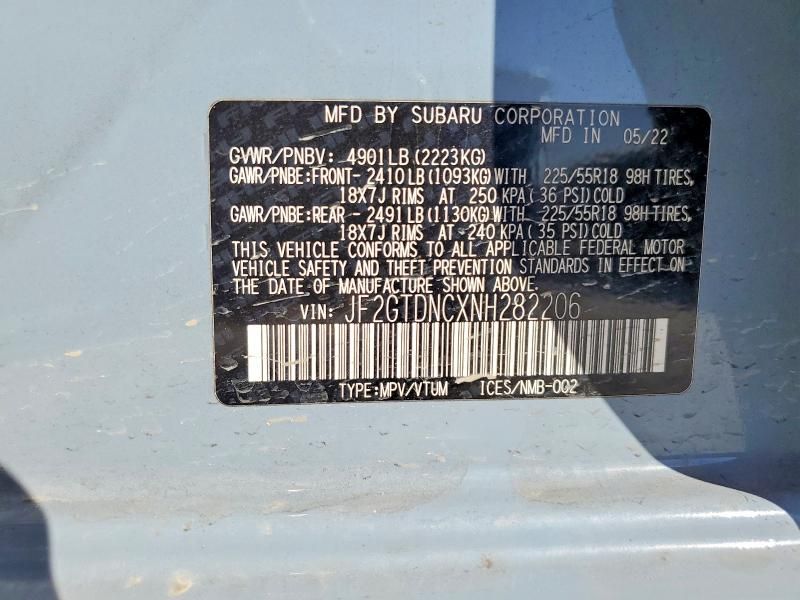 MFD BY SUBARU CORPORATION
MFD IN 05/22
GVWR/PNBV: 4901LB(2223KG)
GAWR/PNBE:FRONT- 2410LB(1093KG)WITH 225/55R18 98H TIRES,
18X7J RIMS AT 250 KPA( 36 PSI)COLD
GAWR/PNBE:REAR - 2491LB(1130KG)WITH 225/55R18 98H TIRES,
18X7J RIMS AT 240 KPA( 35 PSI)COLD
THIS VEHICLE CONFORMS TO ALL APPLICABLE FEDERAL MOTOR
VEHICLE SAFETY AND THEFT PREVENTION STANDARDS IN EFFECT ON
THE DATE OF MANUFACTURE SHOWN ABOVE.
VIN: JF2GTDNCXNH282206
TYPE:MPV/VTUM ICES/NMB-002